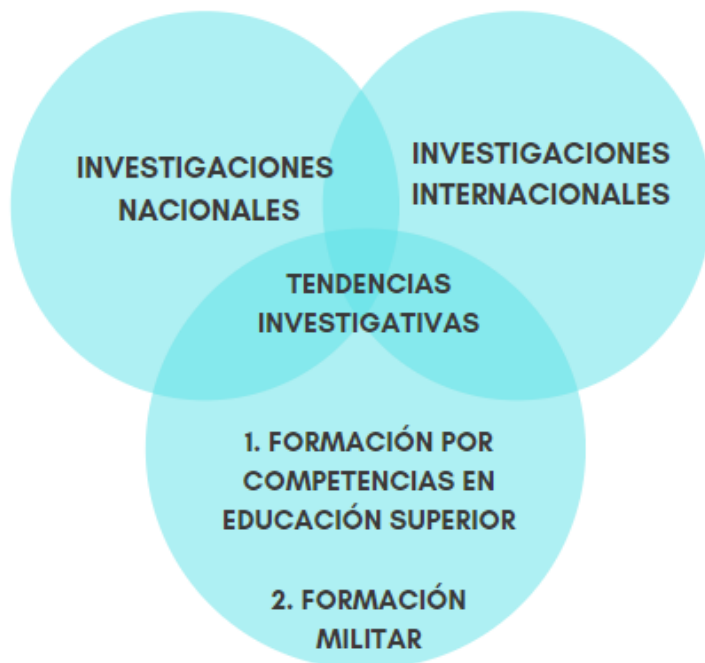 INVESTIGACIONES
NACIONALES
INVESTIGACIONES
INTERNACIONALES
TENDENCIAS
INVESTIGATIVAS
1. FORMACIÓN POR
COMPETENCIAS EN
EDUCACIÓN SUPERIOR
2. FORMACIÓN
MILITAR